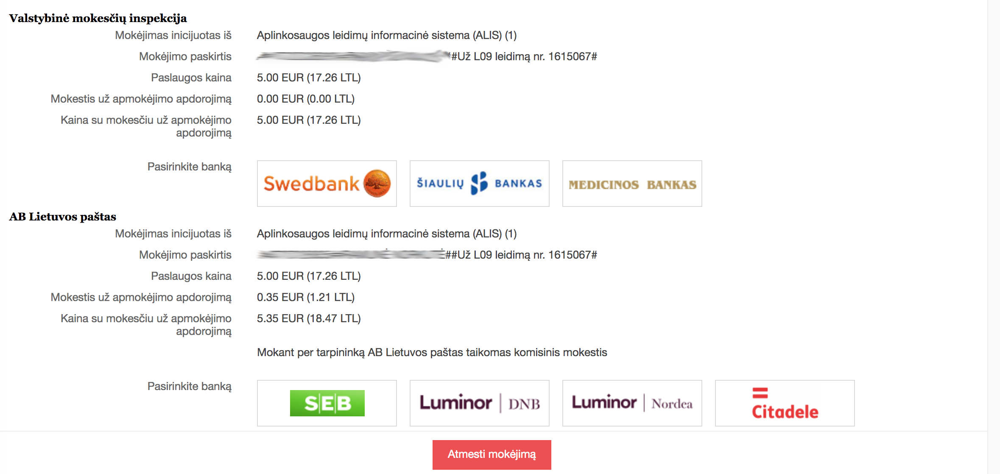 Valstybinė mokesčių inspekcija
Mokėjimas inicijuotas iš Aplinkosaugos leidimų informacinė sistema (ALIS) (1)
Mokėjimo paskirtis #Už L09 leidimą nr. 1615067#
Paslaugos kaina 5.00 EUR (17.26 LTL)
Mokestis už apmokėjimo apdorojimą 0.00 EUR (0.00 LTL)
Kaina su mokesčiu už apmokėjimo 5.00 EUR (17.26 LTL)
apdorojimą
Pasirinkite banką
Swedbank ŠIAULIŲ BANKAS MEDICINOS BANKAS
AB Lietuvos paštas
Mokėjimas inicijuotas iš Aplinkosaugos leidimų informacinė sistema (ALIS) (1)
Mokėjimo paskirtis ##Už L09 leidimą nr. 1615067#
Paslaugos kaina 5.00 EUR (17.26 LTL)
Mokestis už apmokėjimo apdorojimą 0.35 EUR (1.21 LTL)
Kaina su mokesčiu už apmokėjimo 5.35 EUR (18.47 LTL)
apdorojimą
Mokant per tarpininką AB Lietuvos paštas taikomas komisinis mokestis
Pasirinkite banką
SEB Luminor | DNB Luminor | Nordea Citadele
Atmesti mokėjimą